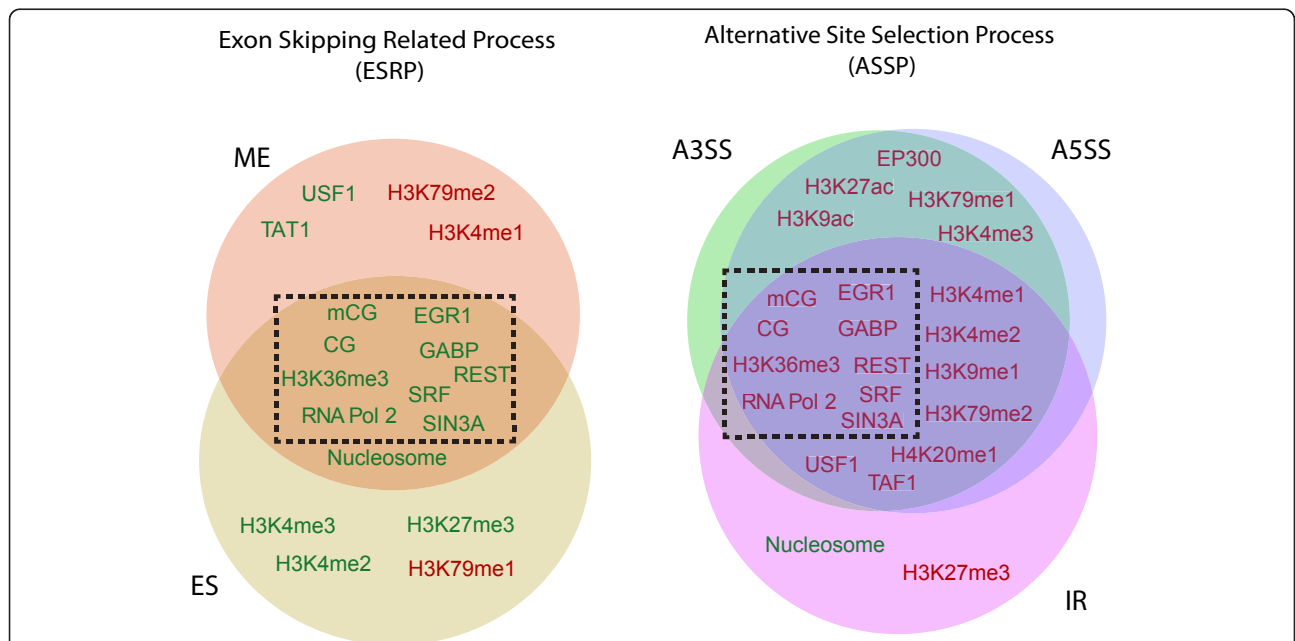 Exon Skipping Related Process
(ESRP)
Alternative Site Selection Process
(ASSP)
ME
USF1
H3K79me2
TAT1
H3K4me1
mCG
EGR1
CG
GABP
H3K36me3
REST
SRF
RNA Pol 2
SIN3A
Nucleosome
H3K4me3
H3K27me3
H3K4me2
H3K79me1
ES
A3SS
A5SS
EP300
H3K27ac
H3K79me1
H3K9ac
H3K4me3
mCG
EGR1
H3K4me1
CG
GABP
H3K4me2
H3K36me3
REST
H3K9me1
RNA Pol 2
SRF
H3K79me2
SIN3A
USF1
H4K20me1
TAF1
Nucleosome
H3K27me3
IR